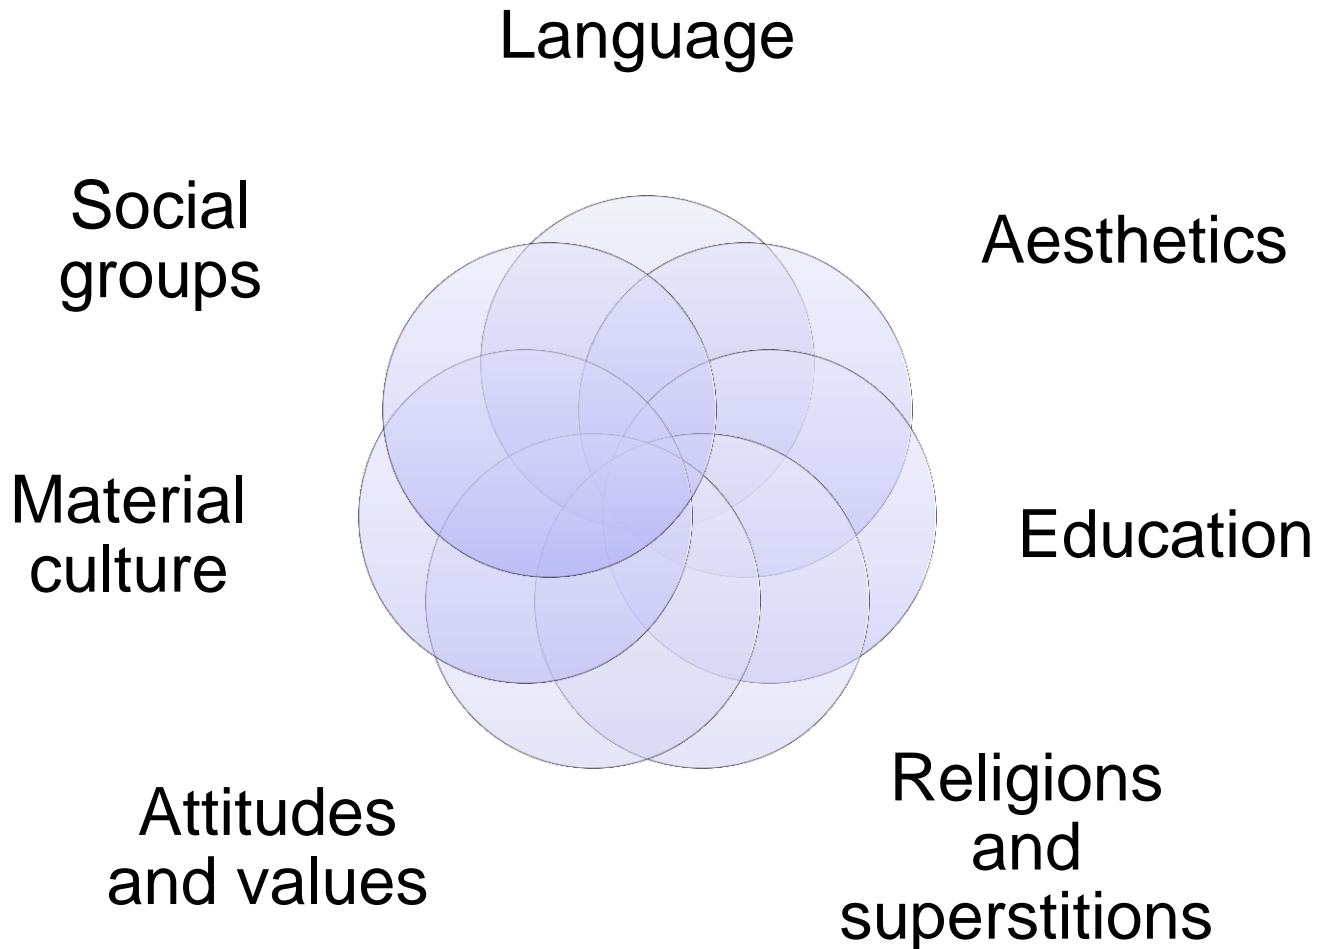 Language
Social
groups
Aesthetics
Material
culture
Education
Attitudes
and values
Religions
and
superstitions